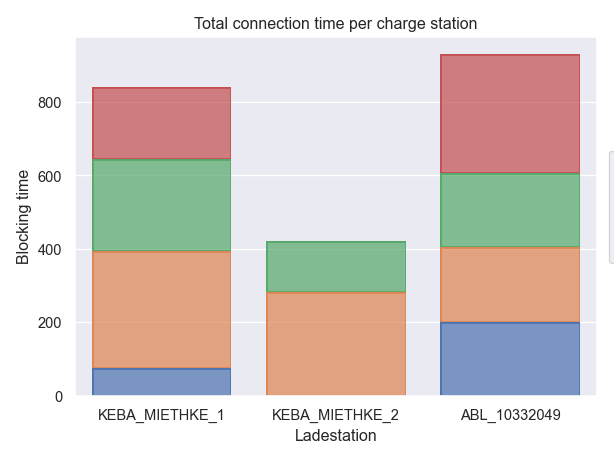 Total connection time per charge station
Blocking time
800
600
400
200
0
KEBA_MIETHKE_1 KEBA_MIETHKE_2 ABL_10332049
Ladestation